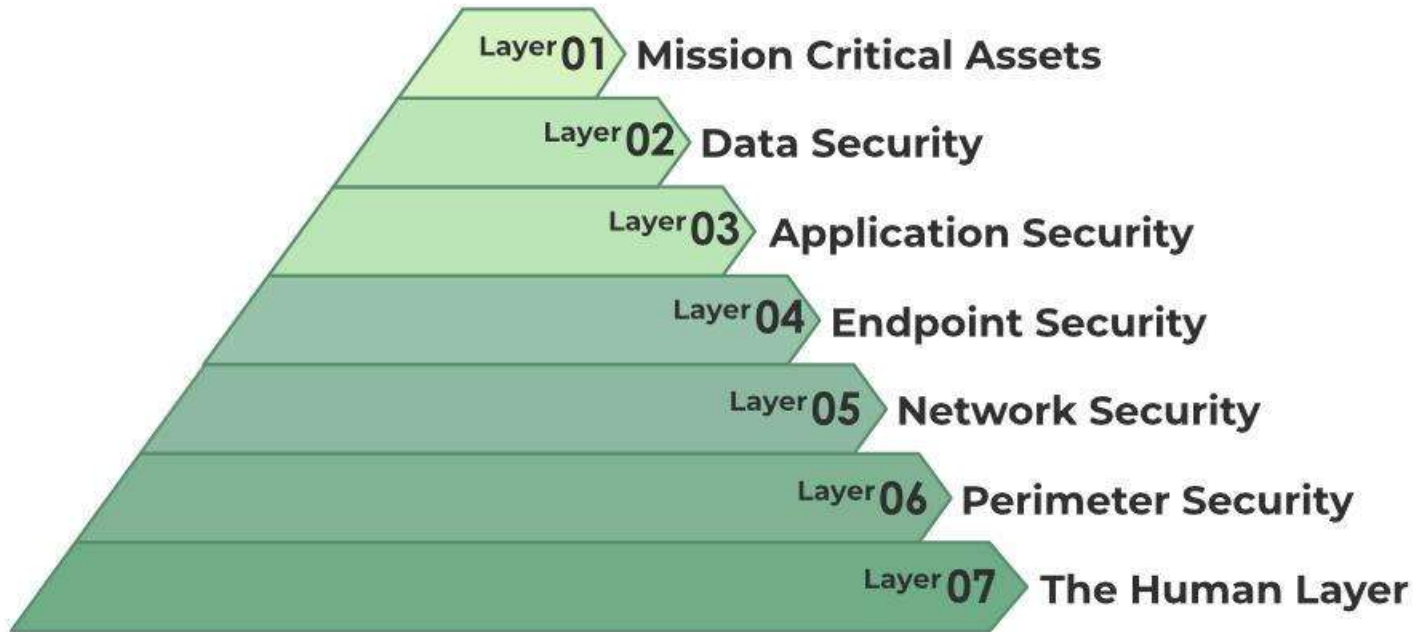 Layer 01 Mission Critical Assets
Layer 02 Data Security
Layer 03 Application Security
Layer 04 Endpoint Security
Layer 05 Network Security
Layer 06 Perimeter Security
Layer 07 The Human Layer